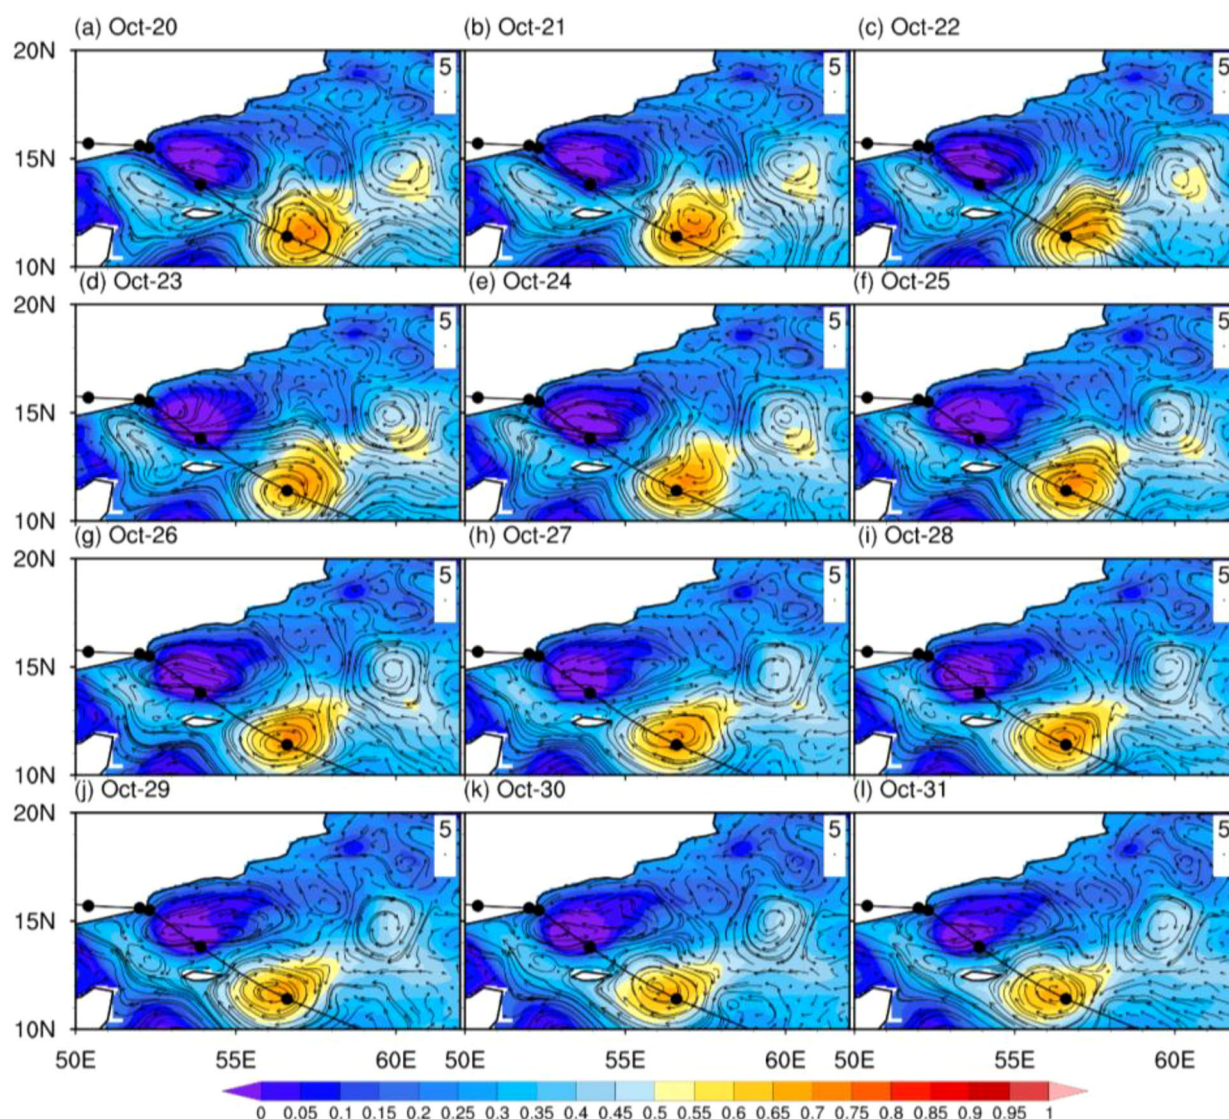 (a) Oct-20 (b) Oct-21 (c) Oct-22
20N 5 5 5
15N
10N
(d) Oct-23 (e) Oct-24 (f) Oct-25
20N 5 5 5
15N
10N
(g) Oct-26 (h) Oct-27 (i) Oct-28
20N 5 5 5
15N
10N
(j) Oct-29 (k) Oct-30 (l) Oct-31
20N 5 5 5
15N
10N
50E 55E 60E 55E 60E 55E 60E
0 0.05 0.1 0.15 0.2 0.25 0.3 0.35 0.4 0.45 0.5 0.55 0.6 0.65 0.7 0.75 0.8 0.85 0.9 0.95